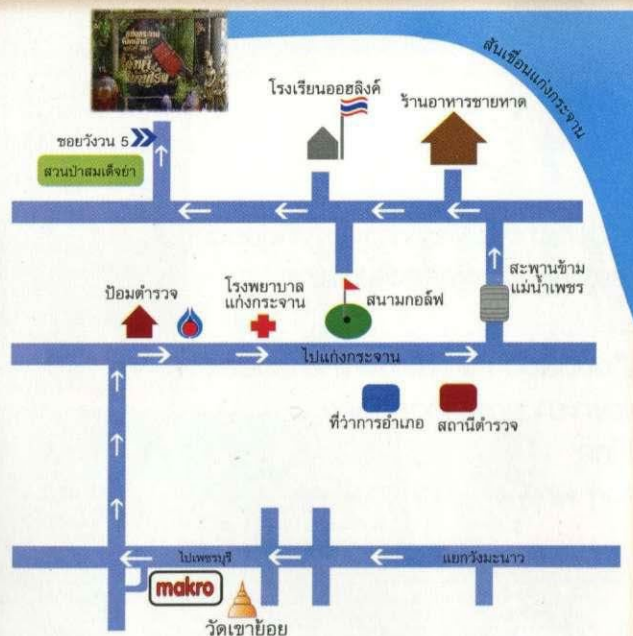 สันเขื่อนแก่งกระจาน
โรงเรียนออฮลิงค์
ร้านอาหารชายหาด
ซอยวังวน 5
สวนป่าสมเด็จย่า
สะพานข้าม
แม่น้ำเพชร
ป้อมตำรวจ
โรงพยาบาล
แก่งกระจาน
สนามกอล์ฟ
ไปแก่งกระจาน
ที่ว่าการอำเภอ
สถานีตำรวจ
ไปเพชรบุรี
แยกวังมะนาว
makro
วัดเขาย้อย